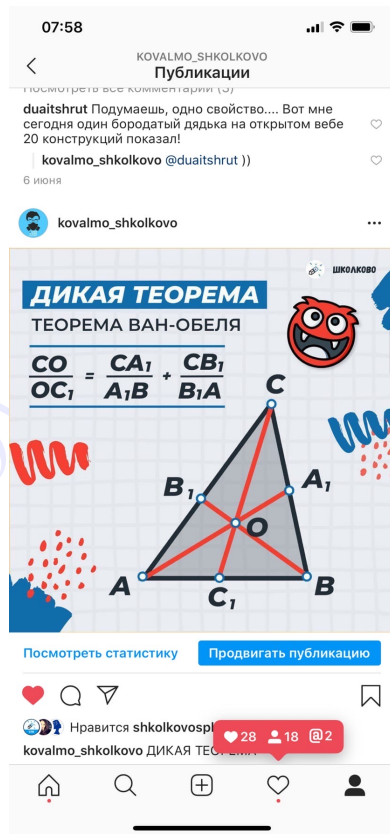 07:58
KOVALMO_SHKOLKOVO
Публикации
Посмотреть все комментарии (3)
duaitshrut Подумаешь, одно свойство.... Вот мне
сегодня один бородатый дядька на открытом вебе
20 конструкций показал!
kovalmo_shkolkovo @duaitshrut ))
6 июня
kovalmo_shkolkovo
ШКОЛКОВО
ДИКАЯ ТЕОРЕМА
ТЕОРЕМА ВАН-ОБЕЛЯ
CO/OC₁ = CA₁/A₁B + CB₁/B₁A
C
B₁
A₁
O
A
C₁
B
Посмотреть статистику
Продвигать публикацию
Нравится shkolkovospl
28 18 2
kovalmo_shkolkovo ДИКАЯ ТЕОРЕМА